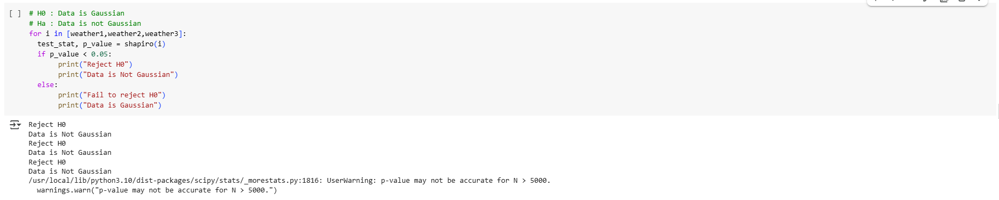 [ ] # H0 : Data is Gaussian
# Ha : Data is not Gaussian
for i in [weather1,weather2,weather3]:
  test_stat, p_value = shapiro(i)
  if p_value < 0.05:
       print("Reject H0")
       print("Data is Not Gaussian")
  else:
       print("Fail to reject H0")
       print("Data is Gaussian")
Reject H0
Data is Not Gaussian
Reject H0
Data is Not Gaussian
Reject H0
Data is Not Gaussian
/usr/local/lib/python3.10/dist-packages/scipy/stats/_morestats.py:1816: UserWarning: p-value may not be accurate for N > 5000.
  warnings.warn("p-value may not be accurate for N > 5000.")